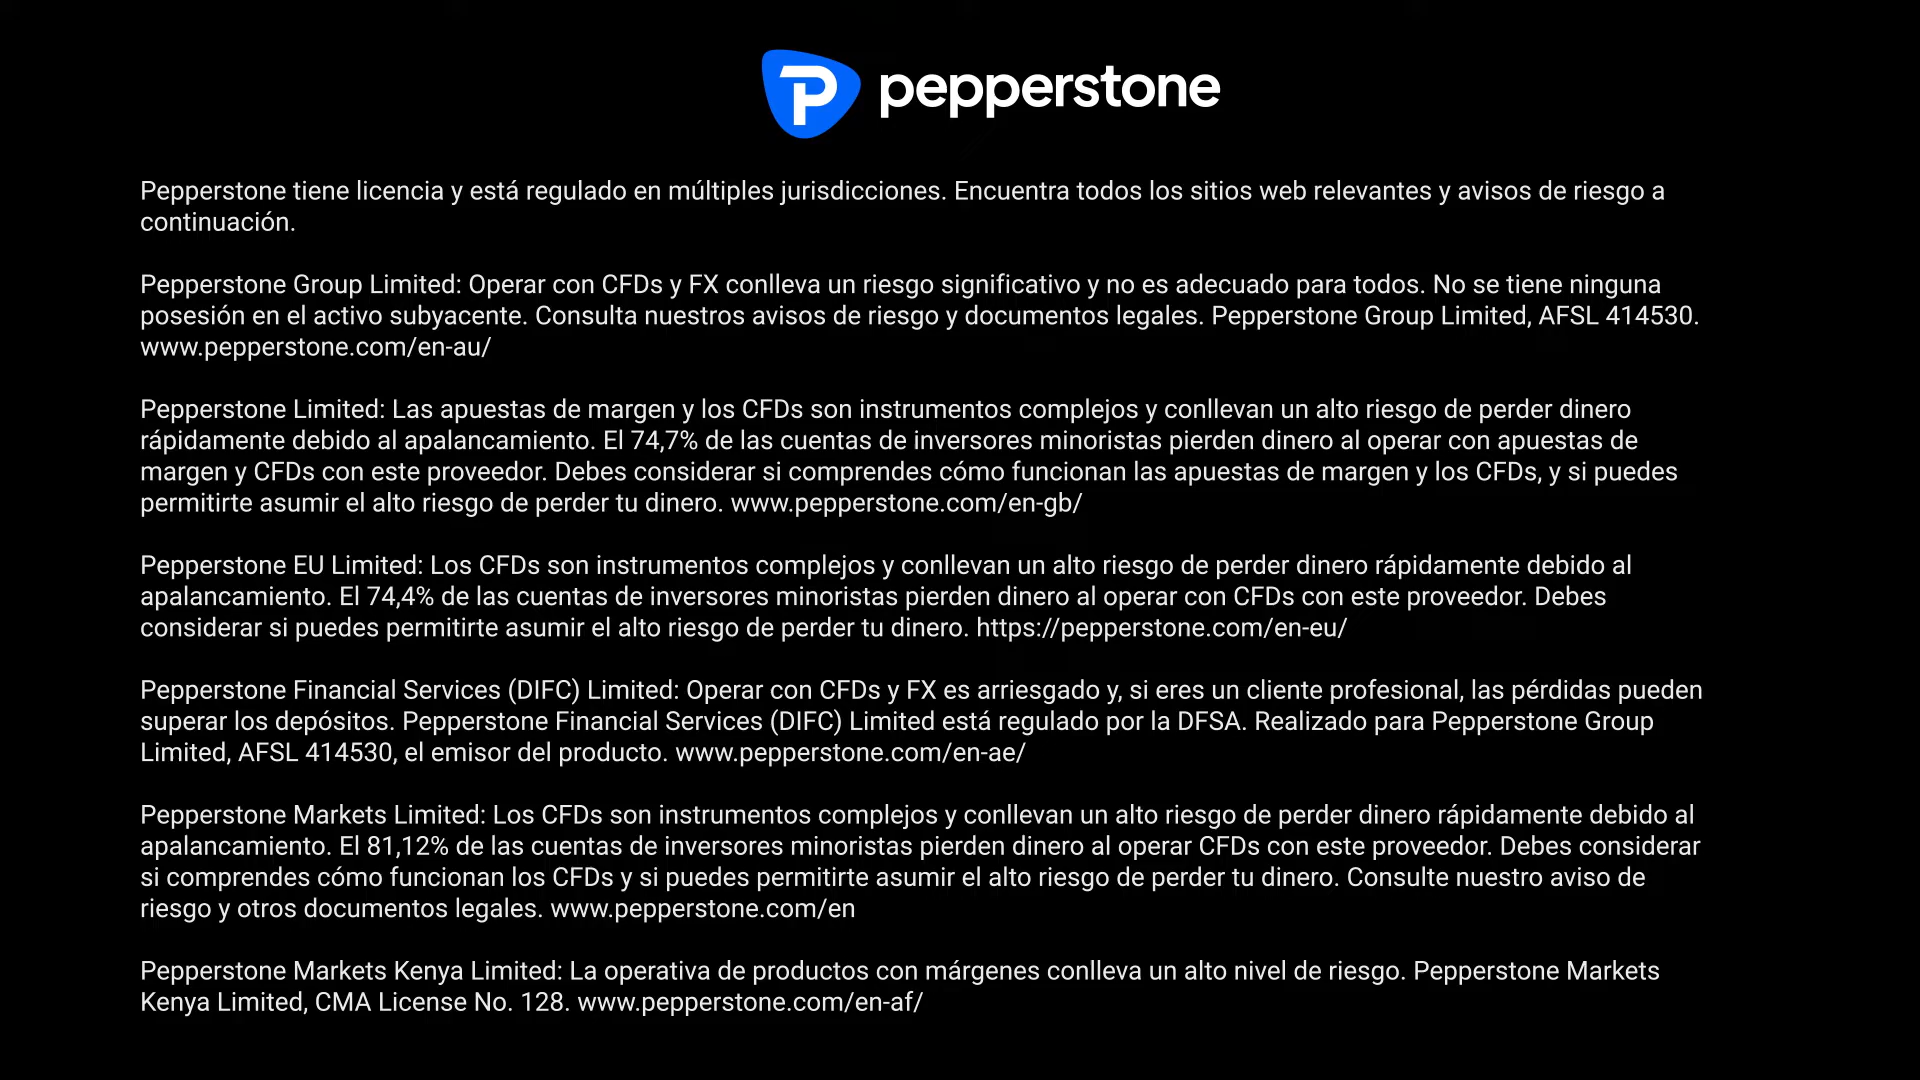 pepperstone
Pepperstone tiene licencia y está regulado en múltiples jurisdicciones. Encuentra todos los sitios web relevantes y avisos de riesgo a
continuación.
Pepperstone Group Limited: Operar con CFDs y FX conlleva un riesgo significativo y no es adecuado para todos. No se tiene ninguna
posesión en el activo subyacente. Consulta nuestros avisos de riesgo y documentos legales. Pepperstone Group Limited, AFSL 414530.
www.pepperstone.com/en-au/
Pepperstone Limited: Las apuestas de margen y los CFDs son instrumentos complejos y conllevan un alto riesgo de perder dinero
rápidamente debido al apalancamiento. El 74,7% de las cuentas de inversores minoristas pierden dinero al operar con apuestas de
margen y CFDs con este proveedor. Debes considerar si comprendes cómo funcionan las apuestas de margen y los CFDs, y si puedes
permitirte asumir el alto riesgo de perder tu dinero. www.pepperstone.com/en-gb/
Pepperstone EU Limited: Los CFDs son instrumentos complejos y conllevan un alto riesgo de perder dinero rápidamente debido al
apalancamiento. El 74,4% de las cuentas de inversores minoristas pierden dinero al operar con CFDs con este proveedor. Debes
considerar si puedes permitirte asumir el alto riesgo de perder tu dinero. https://pepperstone.com/en-eu/
Pepperstone Financial Services (DIFC) Limited: Operar con CFDs y FX es arriesgado y, si eres un cliente profesional, las pérdidas pueden
superar los depósitos. Pepperstone Financial Services (DIFC) Limited está regulado por la DFSA. Realizado para Pepperstone Group
Limited, AFSL 414530, el emisor del producto. www.pepperstone.com/en-ae/
Pepperstone Markets Limited: Los CFDs son instrumentos complejos y conllevan un alto riesgo de perder dinero rápidamente debido al
apalancamiento. El 81,12% de las cuentas de inversores minoristas pierden dinero al operar CFDs con este proveedor. Debes considerar
si comprendes cómo funcionan los CFDs y si puedes permitirte asumir el alto riesgo de perder tu dinero. Consulte nuestro aviso de
riesgo y otros documentos legales. www.pepperstone.com/en
Pepperstone Markets Kenya Limited: La operativa de productos con márgenes conlleva un alto nivel de riesgo. Pepperstone Markets
Kenya Limited, CMA License No. 128. www.pepperstone.com/en-af/